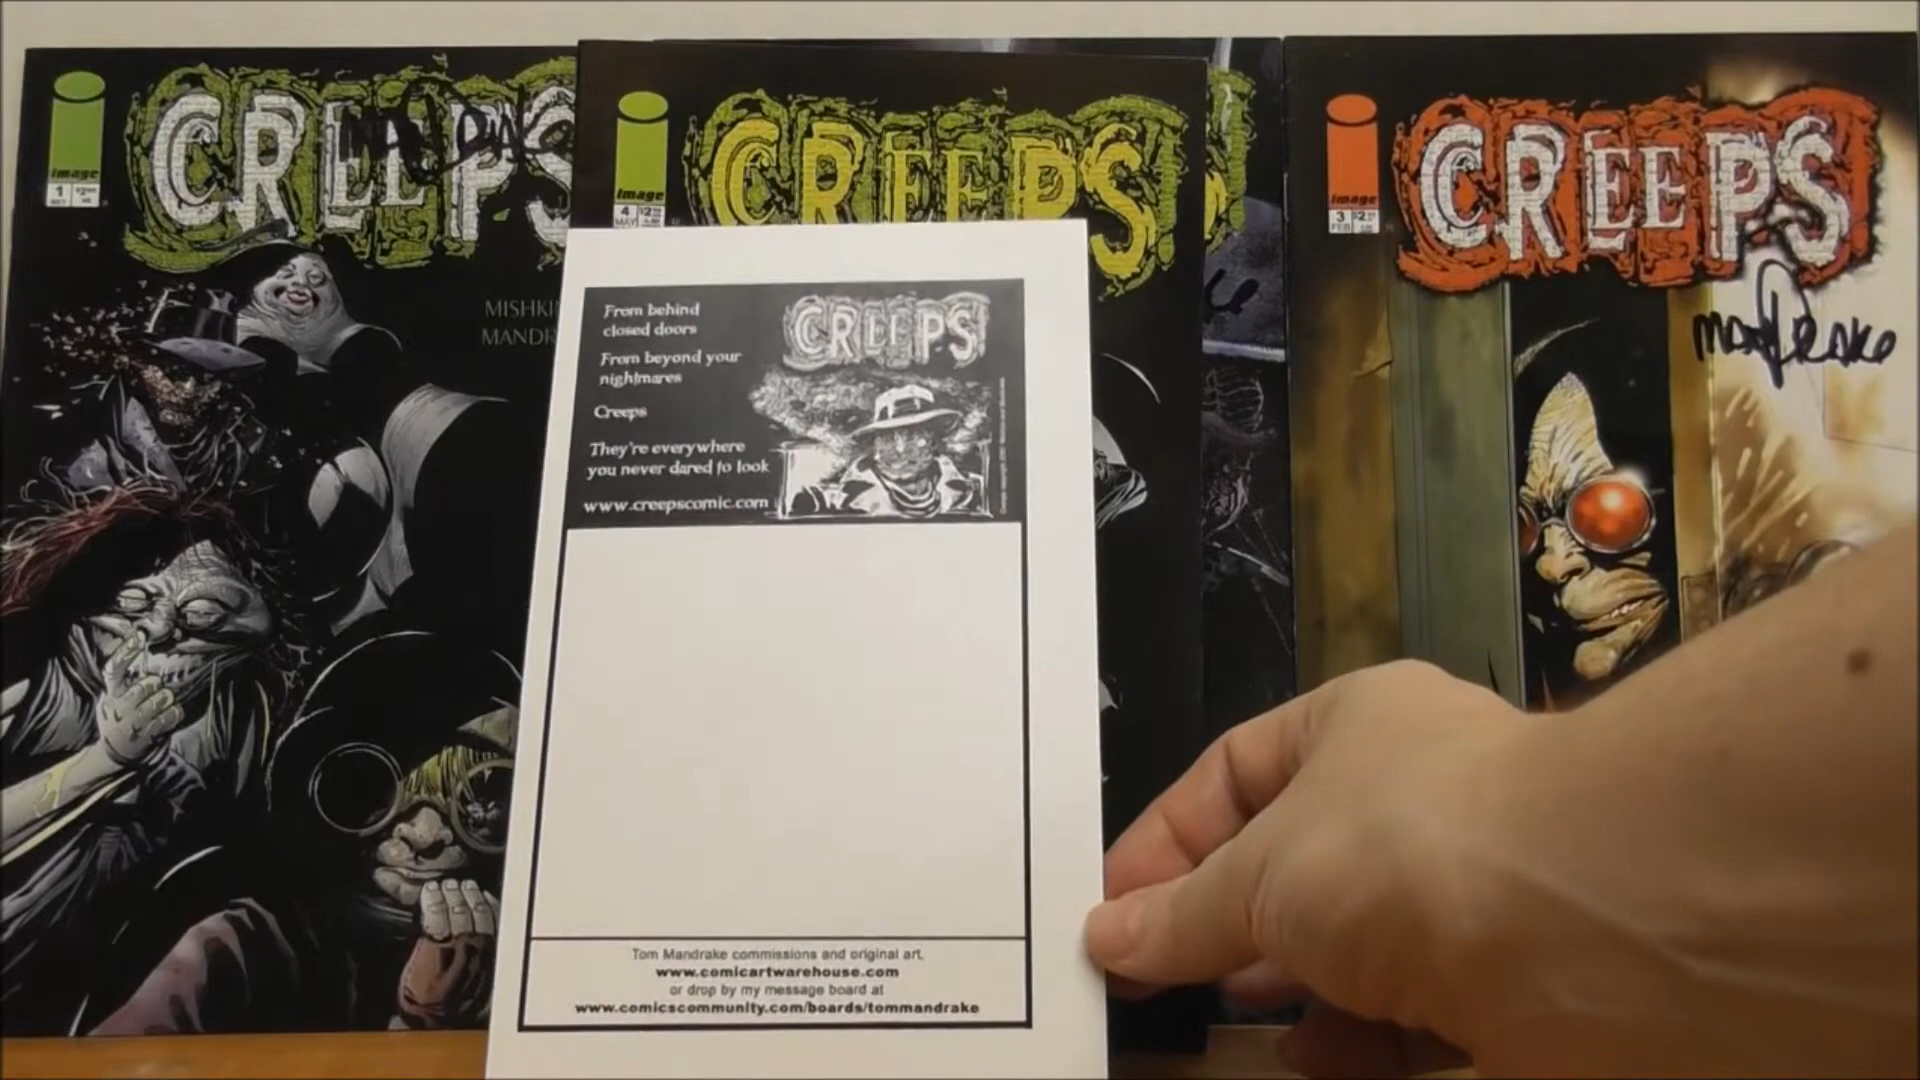 CREEPS
image
1
MISHKIN
MANDR
CREEPS
image
4
MAY
CREEPS
image
3
FEB
Mandrake
From behind
closed doors
From beyond your
nightmares
Creeps
They're everywhere
you never dared to look
www.creepscomic.com
CREEPS
Tom Mandrake commissions and original art,
www.comicartwarehouse.com
or drop by my message board at
www.comicscommunity.com/boards/tommandrake